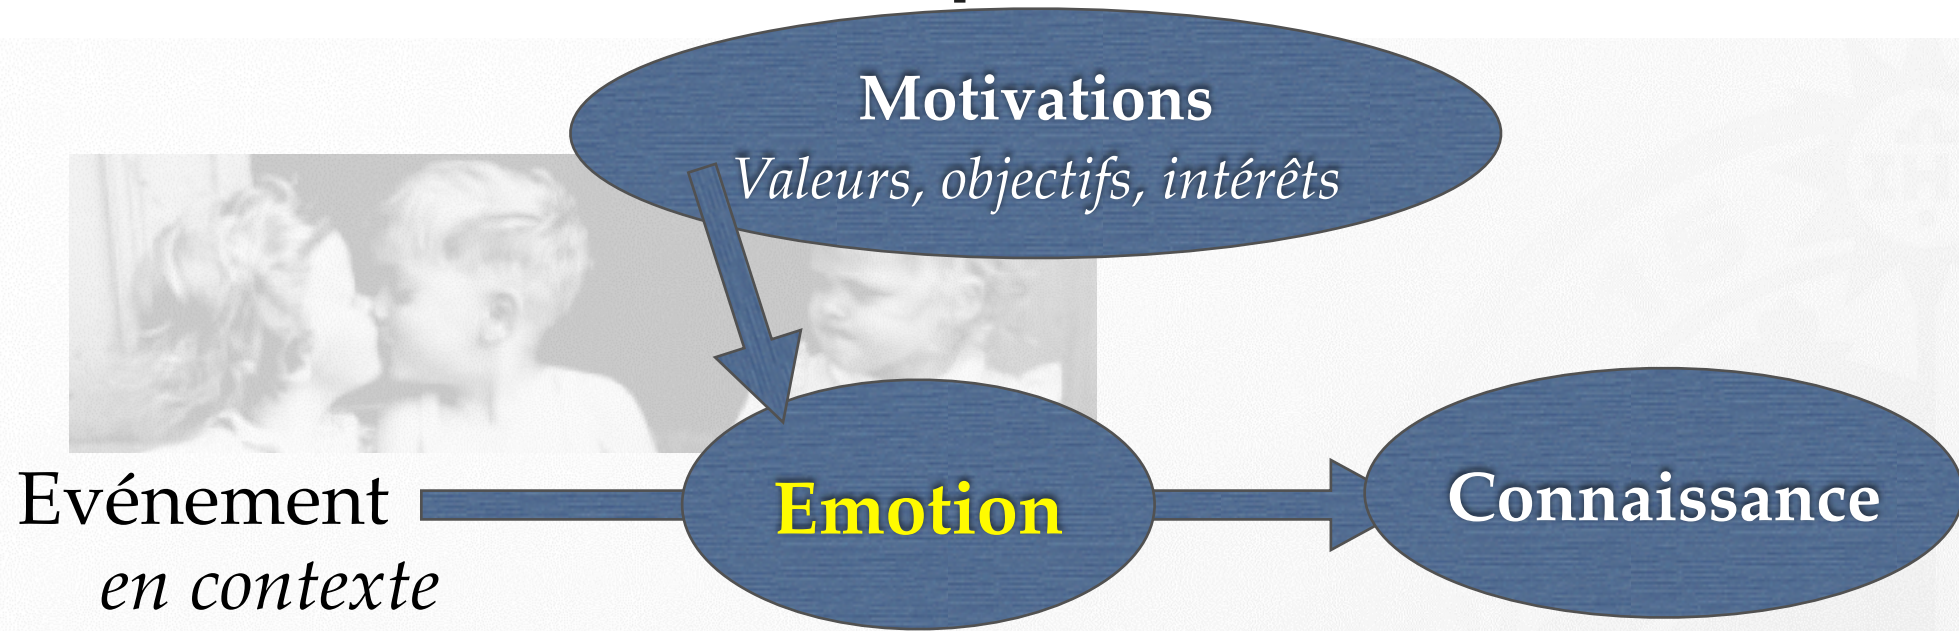 Motivations
Valeurs, objectifs, intérêts
Evénement
en contexte
Emotion
Connaissance